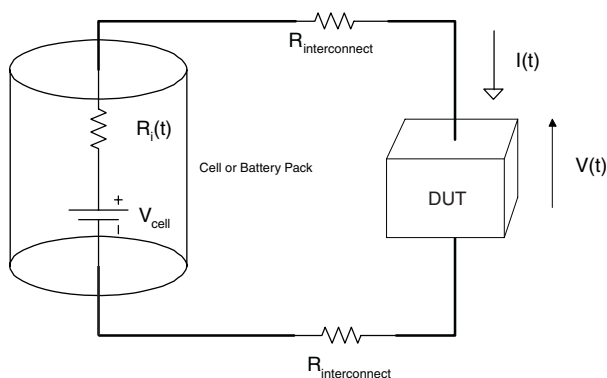 R_interconnect
I(t)
R_i(t)
Cell or Battery Pack
V(t)
DUT
+
V_cell
R_interconnect